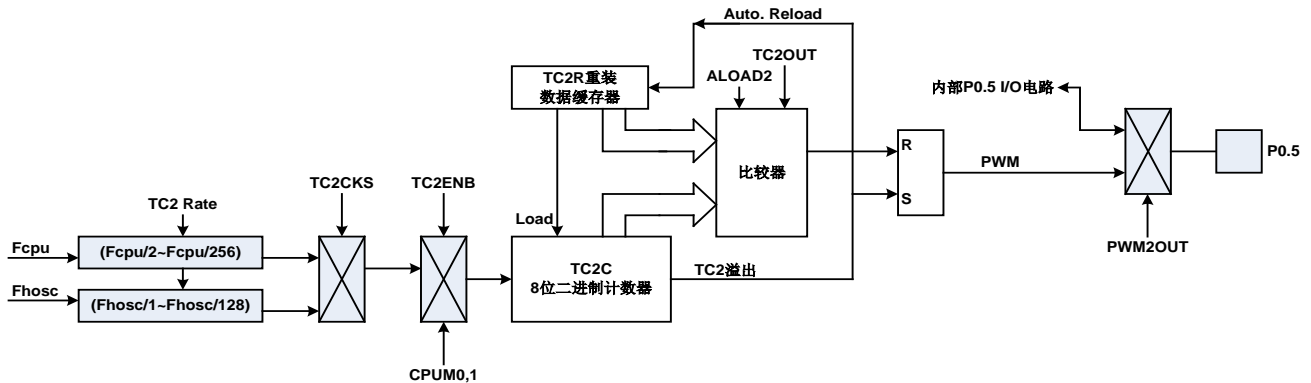 Auto. Reload
TC2OUT
ALOAD2
TC2R重装
数据缓存器
内部P0.5 I/O电路
R
S
PWM
P0.5
比较器
TC2CKS
TC2ENB
TC2 Rate
Load
PWM2OUT
Fcpu
(Fcpu/2~Fcpu/256)
TC2C
8位二进制计数器
TC2溢出
Fhosc
(Fhosc/1~Fhosc/128)
CPUM0,1